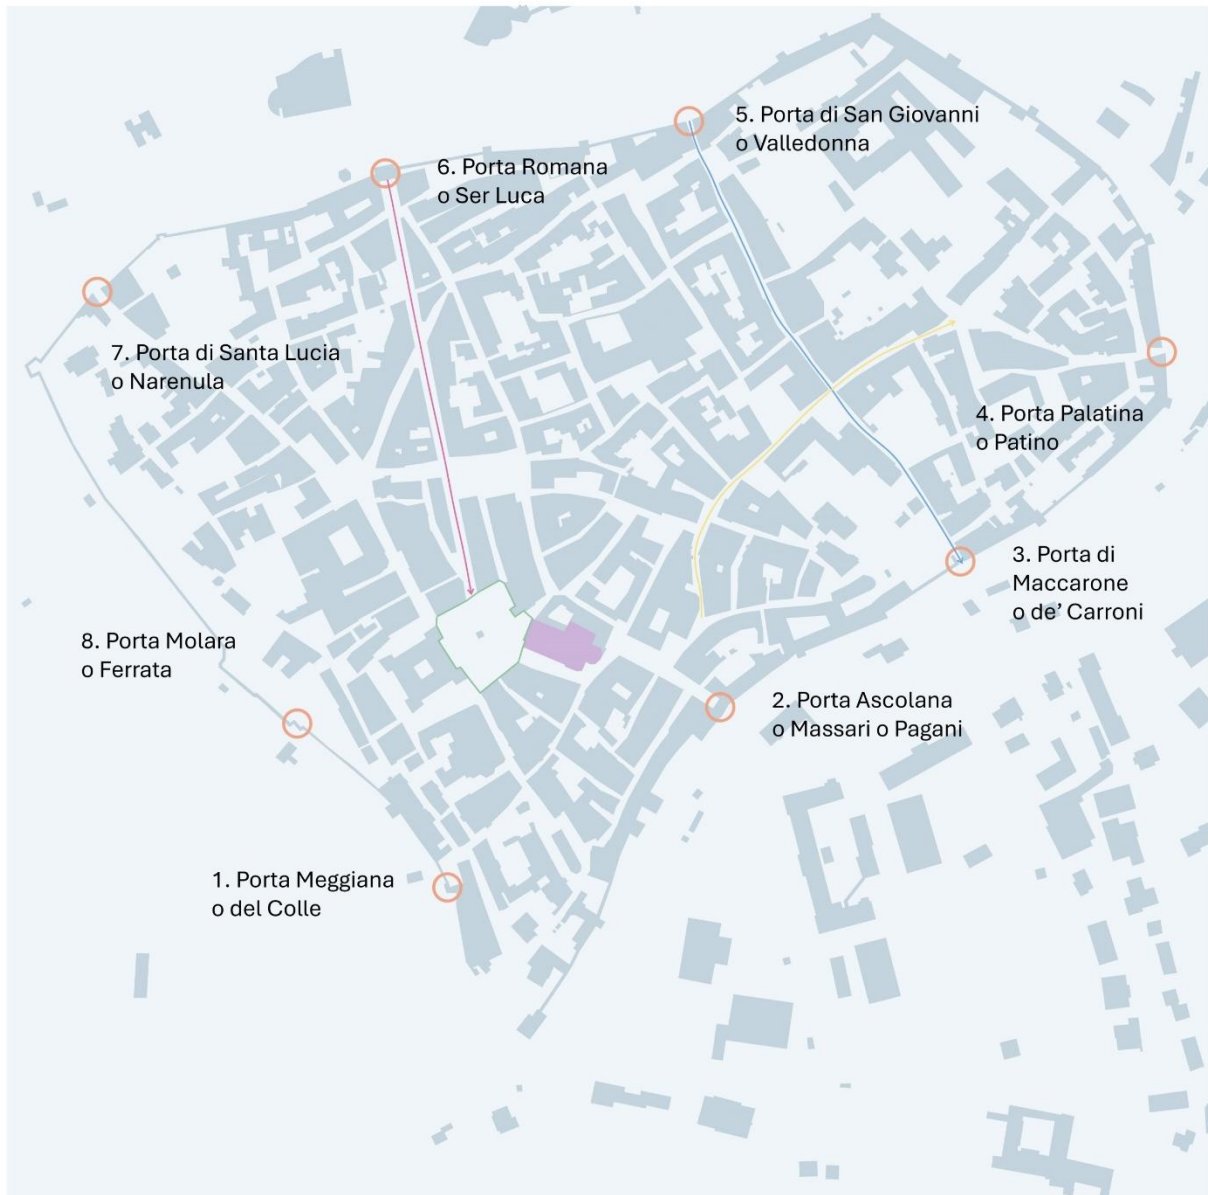 5. Porta di San Giovanni
o Valledonna
6. Porta Romana
o Ser Luca
7. Porta di Santa Lucia
o Narenula
4. Porta Palatina
o Patino
3. Porta di
Maccarone
o de’ Carroni
8. Porta Molara
o Ferrata
2. Porta Ascolana
o Massari o Pagani
1. Porta Meggiana
o del Colle